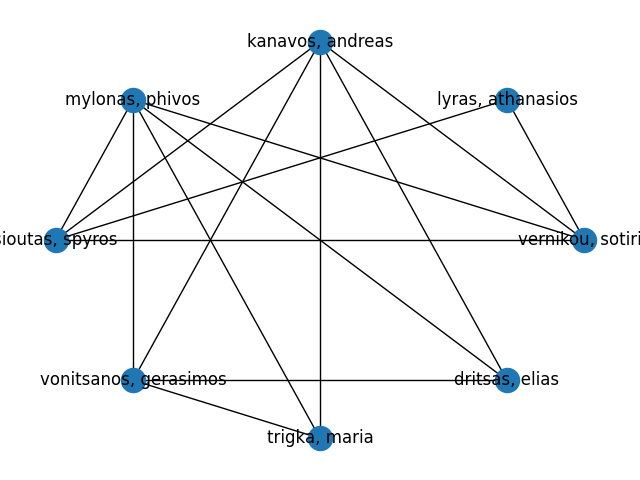 kanavos, andreas
mylonas, phivos
lyras, athanasios
sioutas, spyros
vernikou, sotiri
vonitsanos, gerasimos
dritsas, elias
trigka, maria